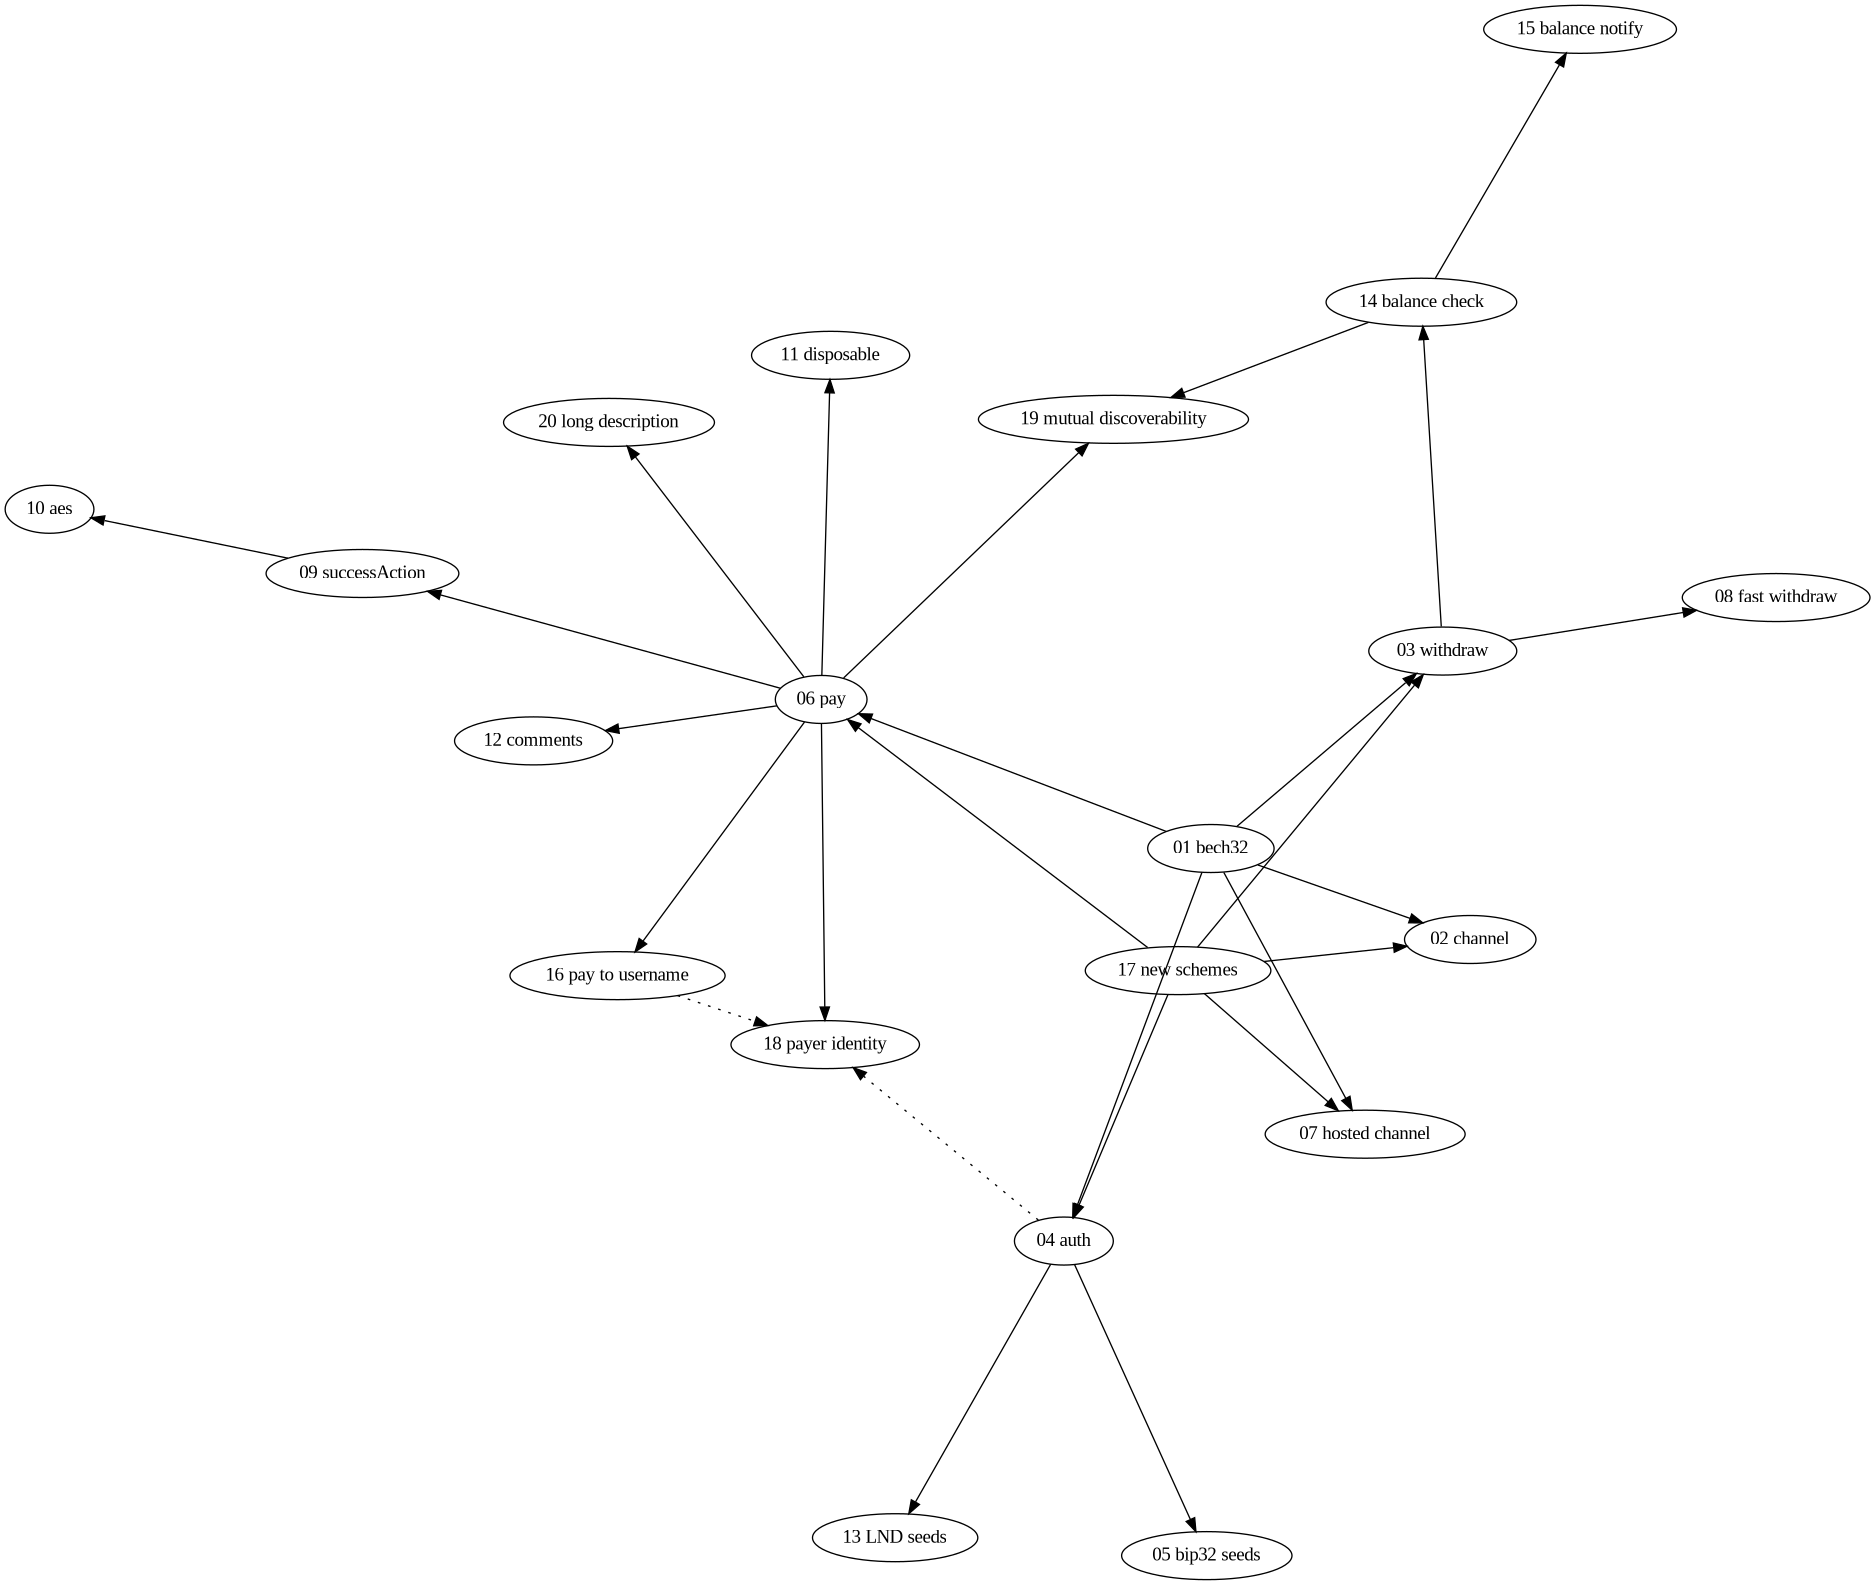 15 balance notify
14 balance check
11 disposable
19 mutual discoverability
20 long description
10 aes
09 successAction
08 fast withdraw
03 withdraw
06 pay
12 comments
01 bech32
02 channel
17 new schemes
16 pay to username
18 payer identity
07 hosted channel
04 auth
13 LND seeds
05 bip32 seeds